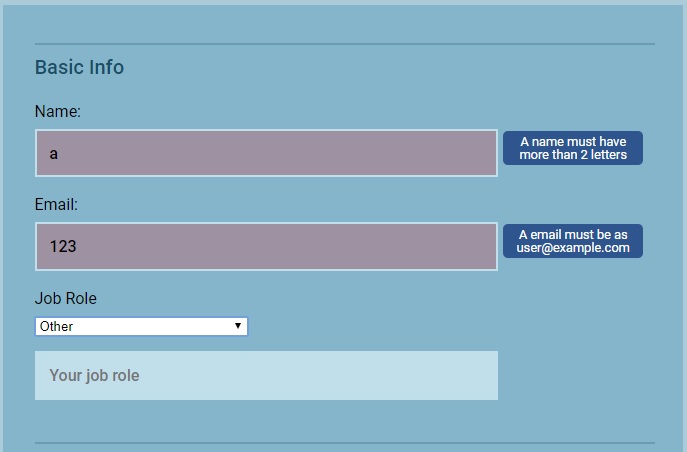 Basic Info
Name:
a
A name must have
more than 2 letters
Email:
123
A email must be as
user@example.com
Job Role
Other
Your job role